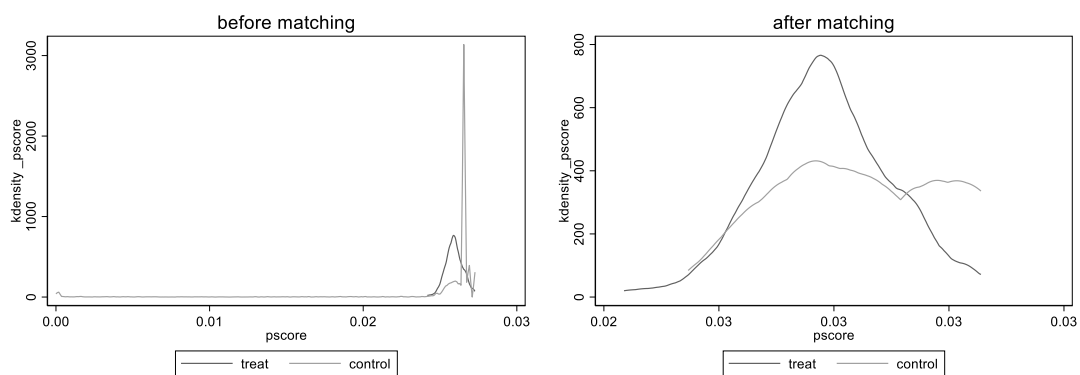 before matching
kdensity _pscore
3000
2000
1000
0
0.00 0.01 0.02 0.03
pscore
treat control
after matching
kdensity _pscore
800
600
400
200
0
0.02 0.03 0.03 0.03 0.03
pscore
treat control